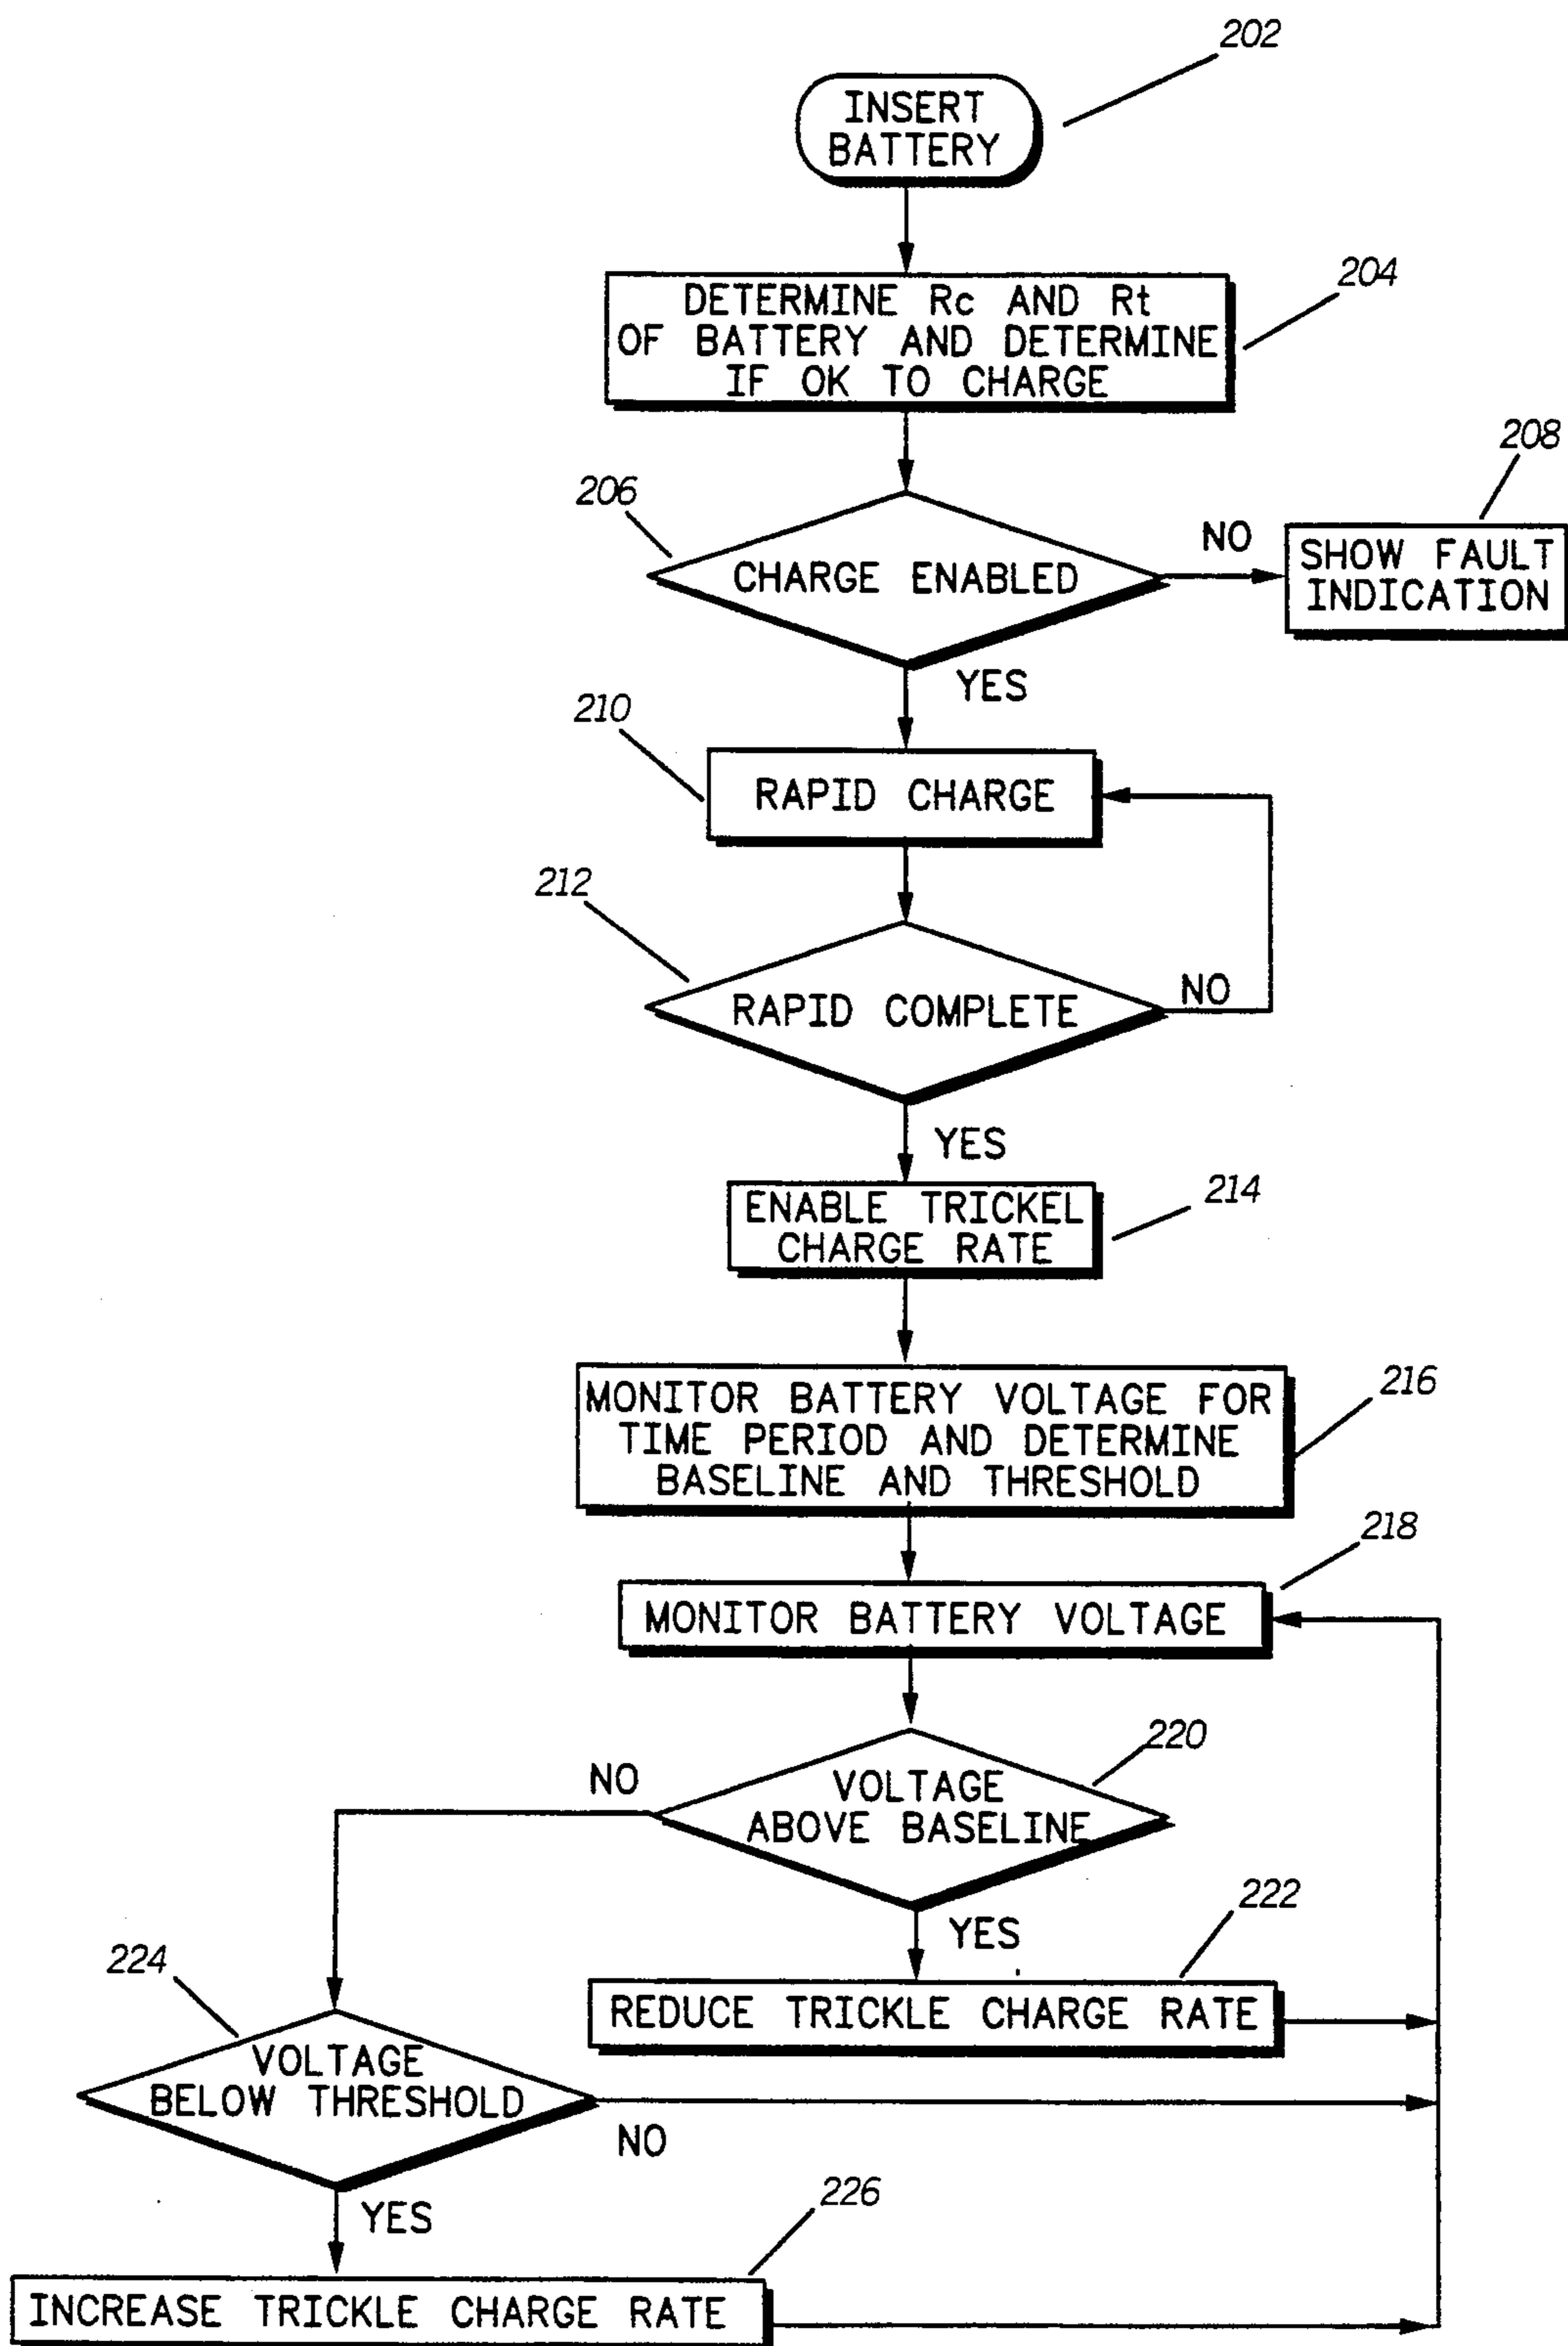 202
INSERT
BATTERY
204
DETERMINE Rc AND Rt
OF BATTERY AND DETERMINE
IF OK TO CHARGE
208
206
NO
CHARGE ENABLED
SHOW FAULT
INDICATION
YES
210
RAPID CHARGE
212
RAPID COMPLETE
NO
YES
214
ENABLE TRICKEL
CHARGE RATE
216
MONITOR BATTERY VOLTAGE FOR
TIME PERIOD AND DETERMINE
BASELINE AND THRESHOLD
218
MONITOR BATTERY VOLTAGE
220
NO
VOLTAGE
ABOVE BASELINE
222
YES
224
REDUCE TRICKLE CHARGE RATE
VOLTAGE
BELOW THRESHOLD
NO
226
YES
INCREASE TRICKLE CHARGE RATE